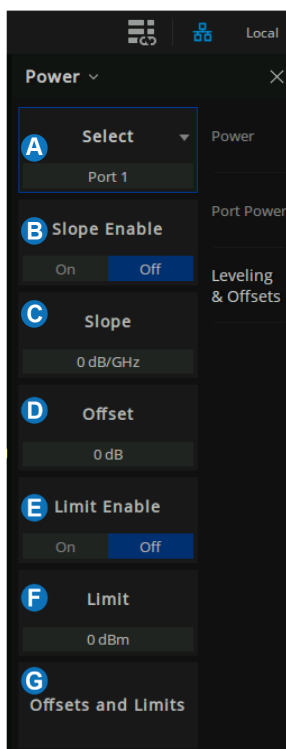 Local
Power
A
Select
Port 1
Power
B
Slope Enable
On Off
Port Power
C
Slope
0 dB/GHz
Leveling
& Offsets
D
Offset
0 dB
E
Limit Enable
On Off
F
Limit
0 dBm
G
Offsets and Limits